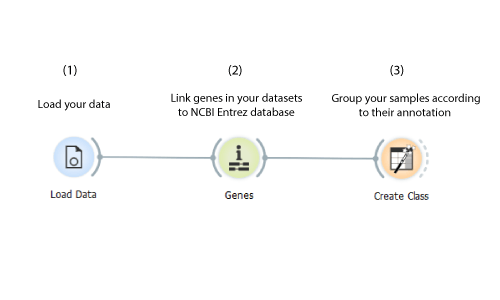 (1)
(2)
(3)
Load your data
Link genes in your datasets
to NCBI Entrez database
Group your samples according
to their annotation
Load Data
Genes
Create Class